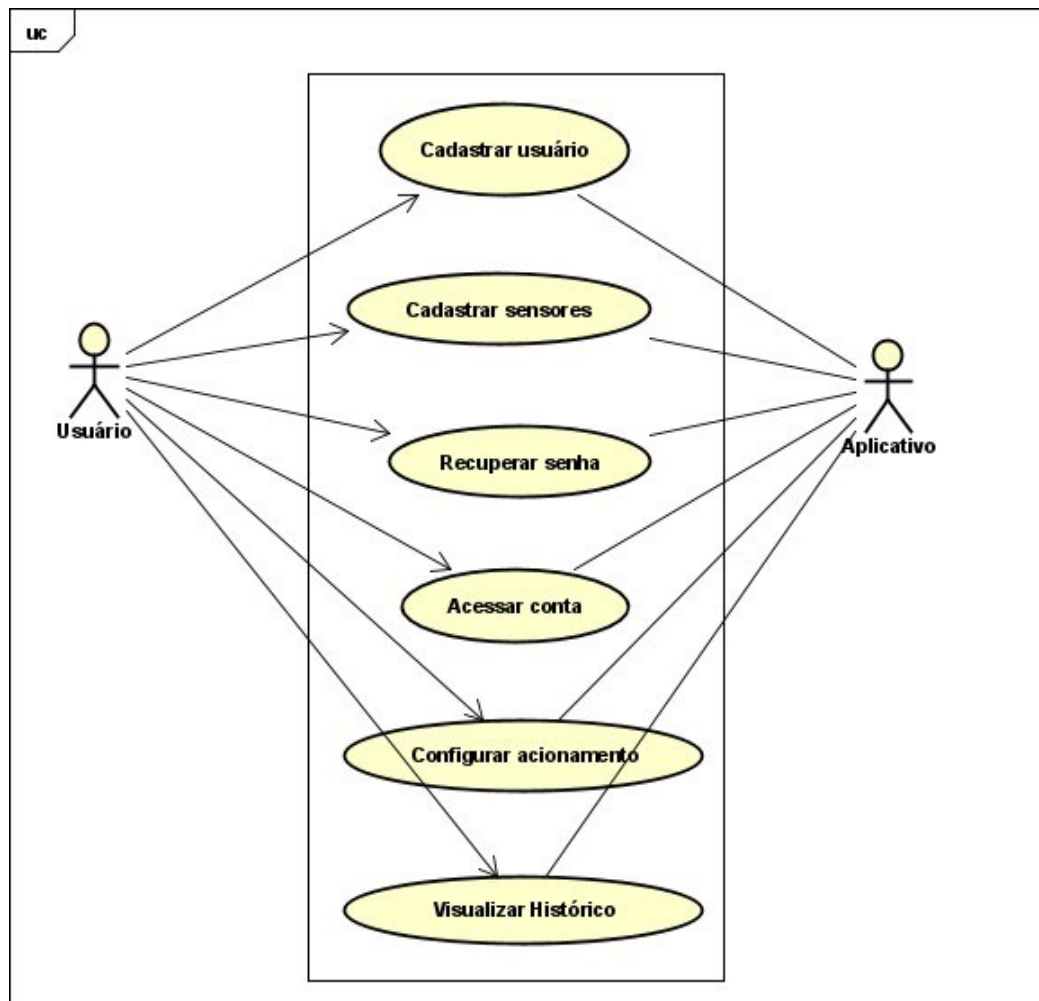 uc
Cadastrar usuário
Cadastrar sensores
Usuário
Aplicativo
Recuperar senha
Acessar conta
Configurar acionamento
Visualizar Histórico